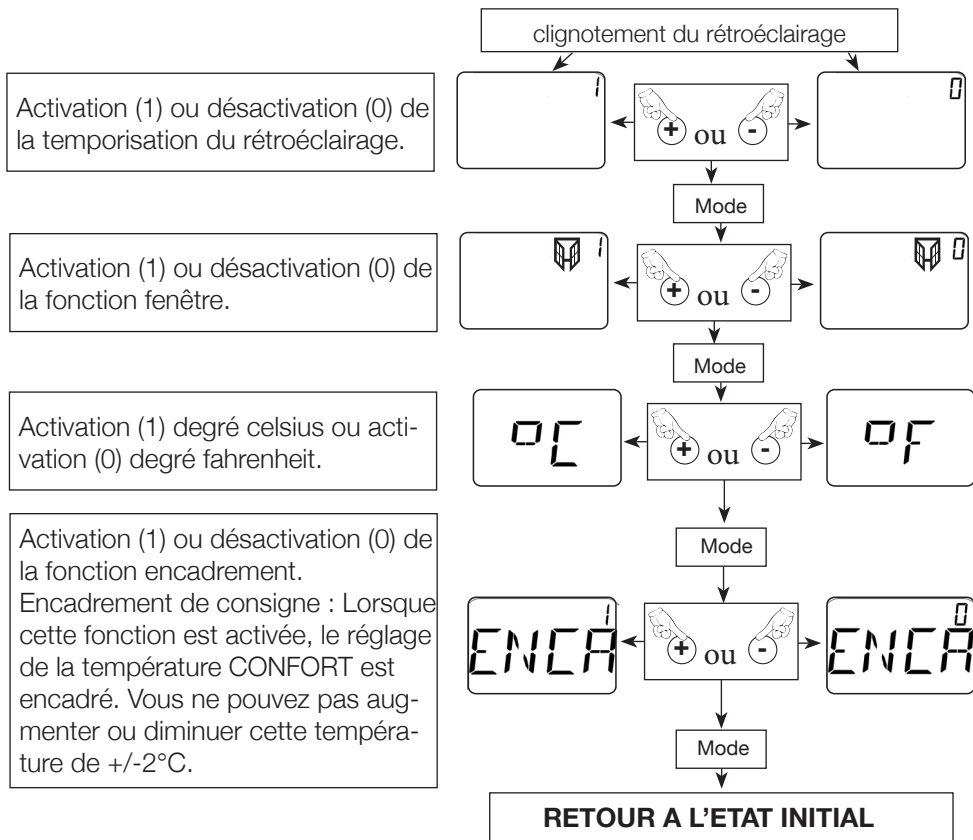 clignotement du rétroéclairage
Activation (1) ou désactivation (0) de
la temporisation du rétroéclairage.
1
+ ou -
0
Mode
Activation (1) ou désactivation (0) de
la fonction fenêtre.
1
+ ou -
0
Mode
Activation (1) degré celsius ou acti-
vation (0) degré fahrenheit.
°C
+ ou -
°F
Mode
Activation (1) ou désactivation (0) de
la fonction encadrement.
Encadrement de consigne : Lorsque
cette fonction est activée, le réglage
de la température CONFORT est
encadré. Vous ne pouvez pas aug-
menter ou diminuer cette tempéra-
ture de +/-2°C.
1
ENCA
+ ou -
0
ENCA
Mode
RETOUR A L'ETAT INITIAL